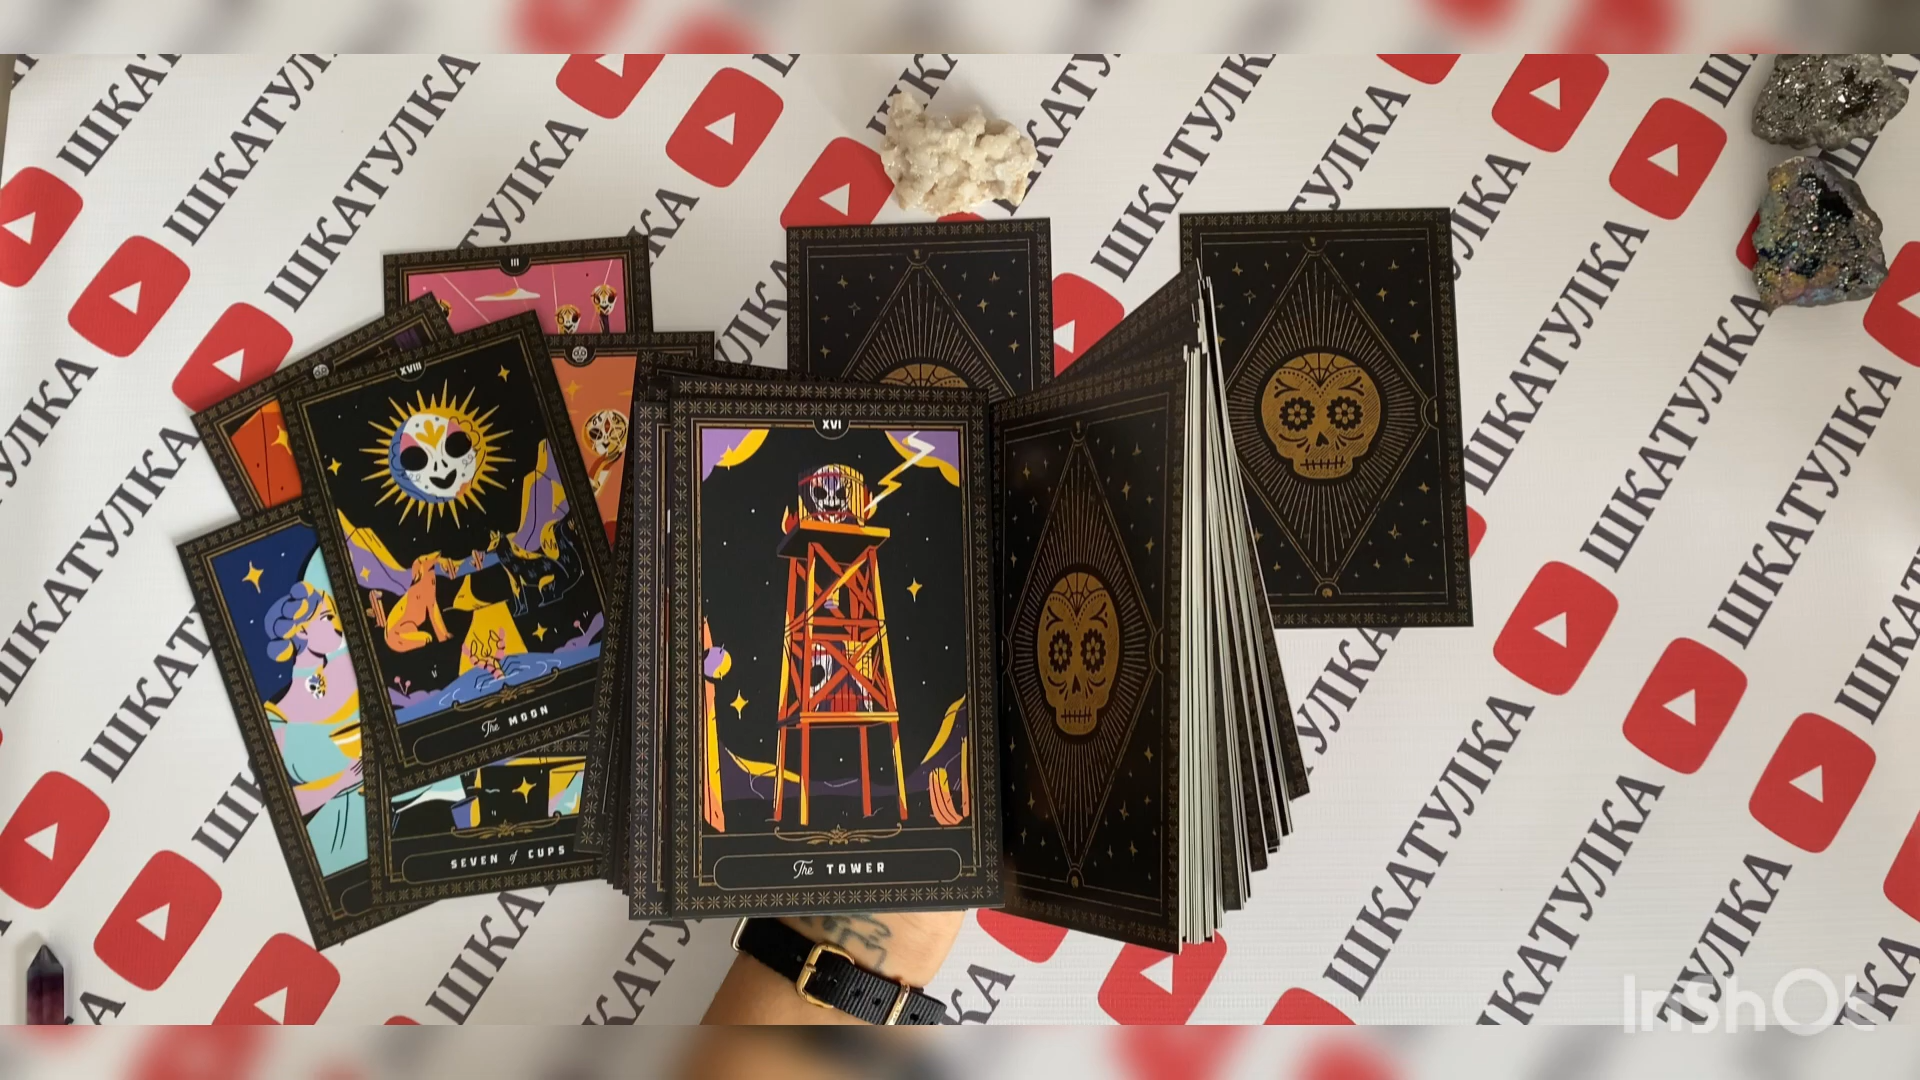 ШКАТУЛКА
III
XVIII
The MOON
SEVEN of CUPS
XVI
The TOWER
InShOt